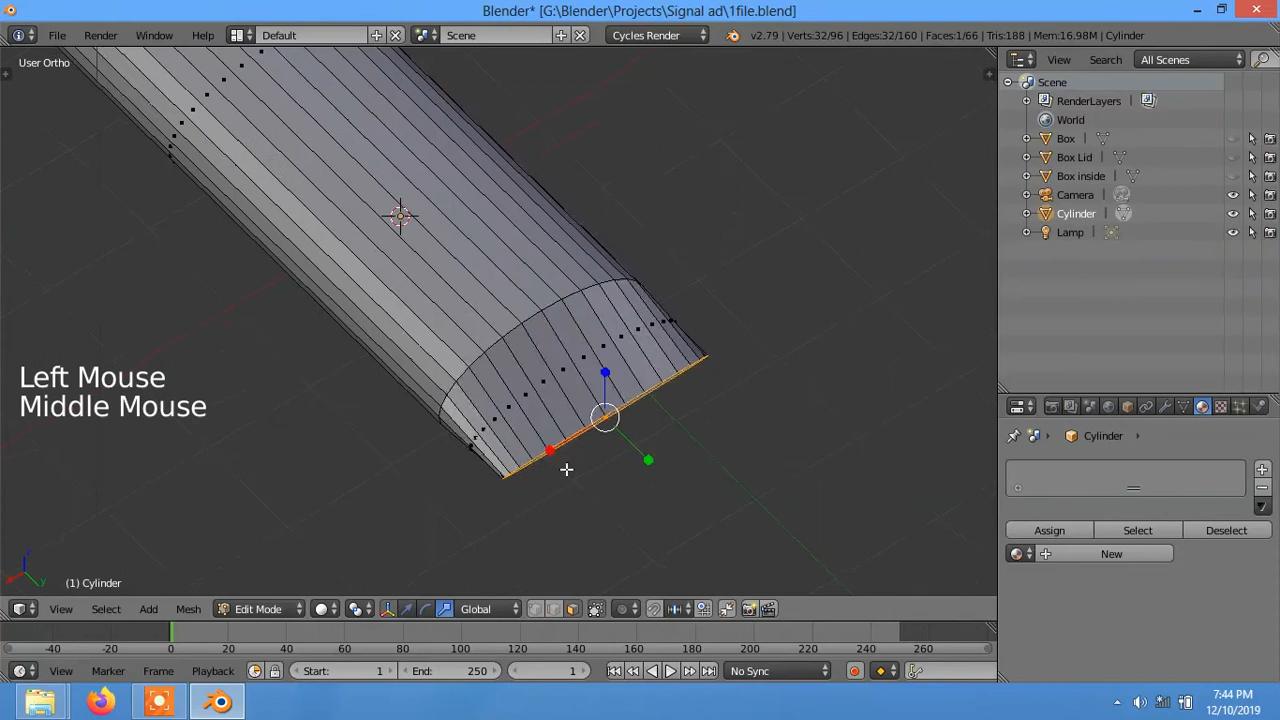 Blender* [G:\Blender\Projects\Signal ad\1file.blend]
File Render Window Help Default Scene Cycles Render v2.79 | Verts:32/96 | Edges:32/160 | Faces:1/66 | Tris:188 | Mem:16.98M | Cylinder
View Search All Scenes
User Ortho
Scene
RenderLayers
World
Box
Box Lid
Box inside
Camera
Cylinder
Lamp
Left Mouse
Middle Mouse
Cylinder
Assign Select Deselect
New
(1) Cylinder
View Select Add Mesh Edit Mode Global
-40 -20 0 20 40 60 80 100 120 140 160 180 200 220 240 260
View Marker Frame Playback Start: 1 End: 250 1 No Sync
7:44 PM
12/10/2019